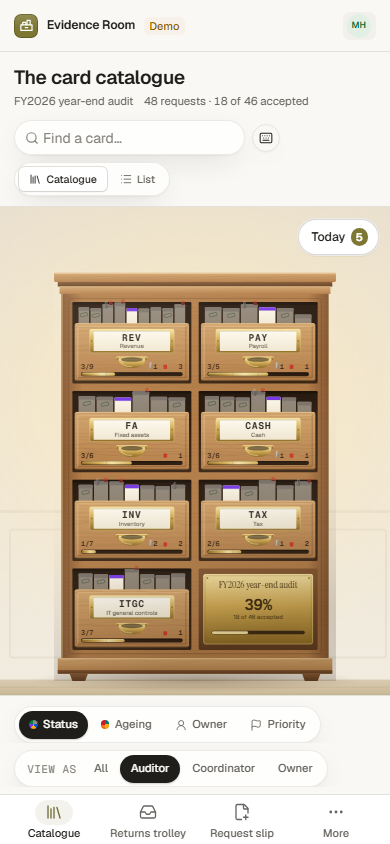 Evidence Room Demo MH
The card catalogue
FY2026 year-end audit 48 requests · 18 of 46 accepted
Find a card...
Catalogue List
Today 5
REV
Revenue
3/9 1 3
PAY
Payroll
3/5 1 1
FA
Fixed assets
3/6 1
CASH
Cash
3/6 1 1
INV
Inventory
1/7 2 2
TAX
Tax
2/6 1 1
ITGC
IT general controls
3/7 1
FY2026 year-end audit
39%
18 of 46 accepted
Status Ageing Owner Priority
VIEW AS All Auditor Coordinator Owner
Catalogue Returns trolley Request slip More